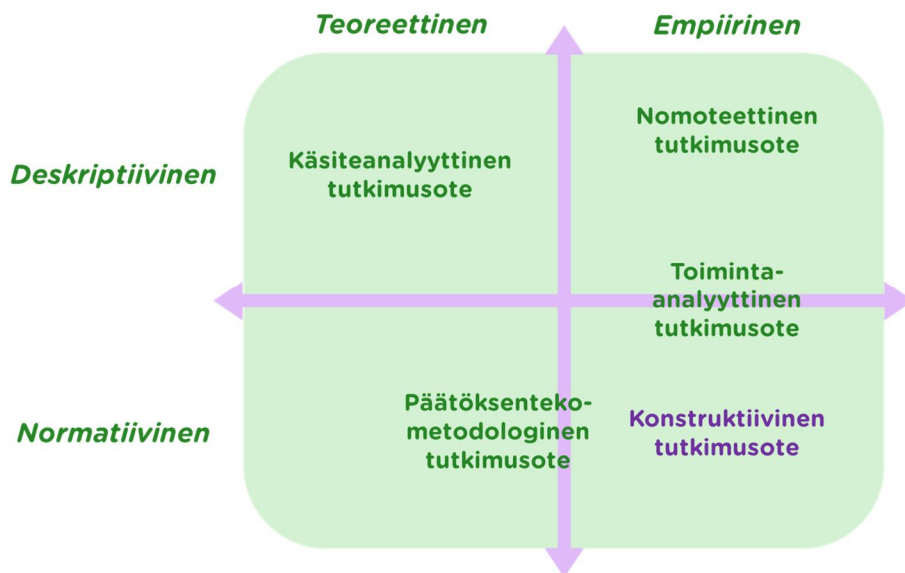 Teoreettinen
Empiirinen
Deskriptiivinen
Käsiteanalyyttinen
tutkimusote
Nomoteettinen
tutkimusote
Toiminta-
analyyttinen
tutkimusote
Normatiivinen
Päätöksenteko-
metodologinen
tutkimusote
Konstruktiivinen
tutkimusote